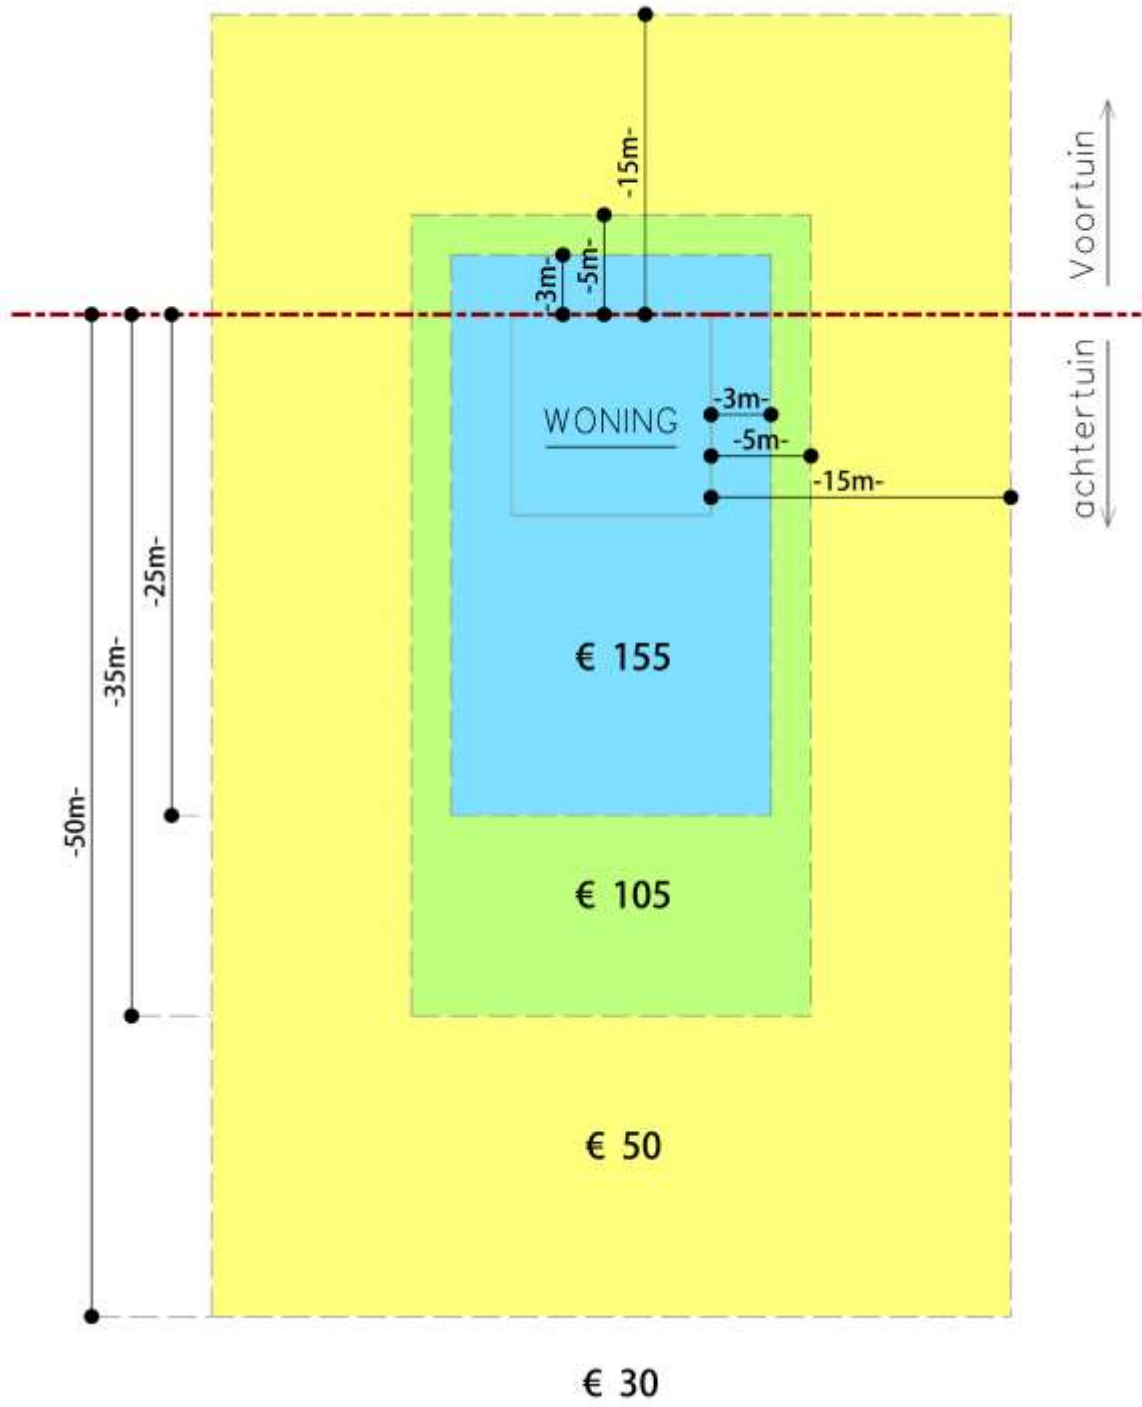 -15m-
-5m-
-3m-
Voortuin
achtertuin
WONING
-3m-
-5m-
-15m-
-25m-
-35m-
-50m-
€ 155
€ 105
€ 50
€ 30